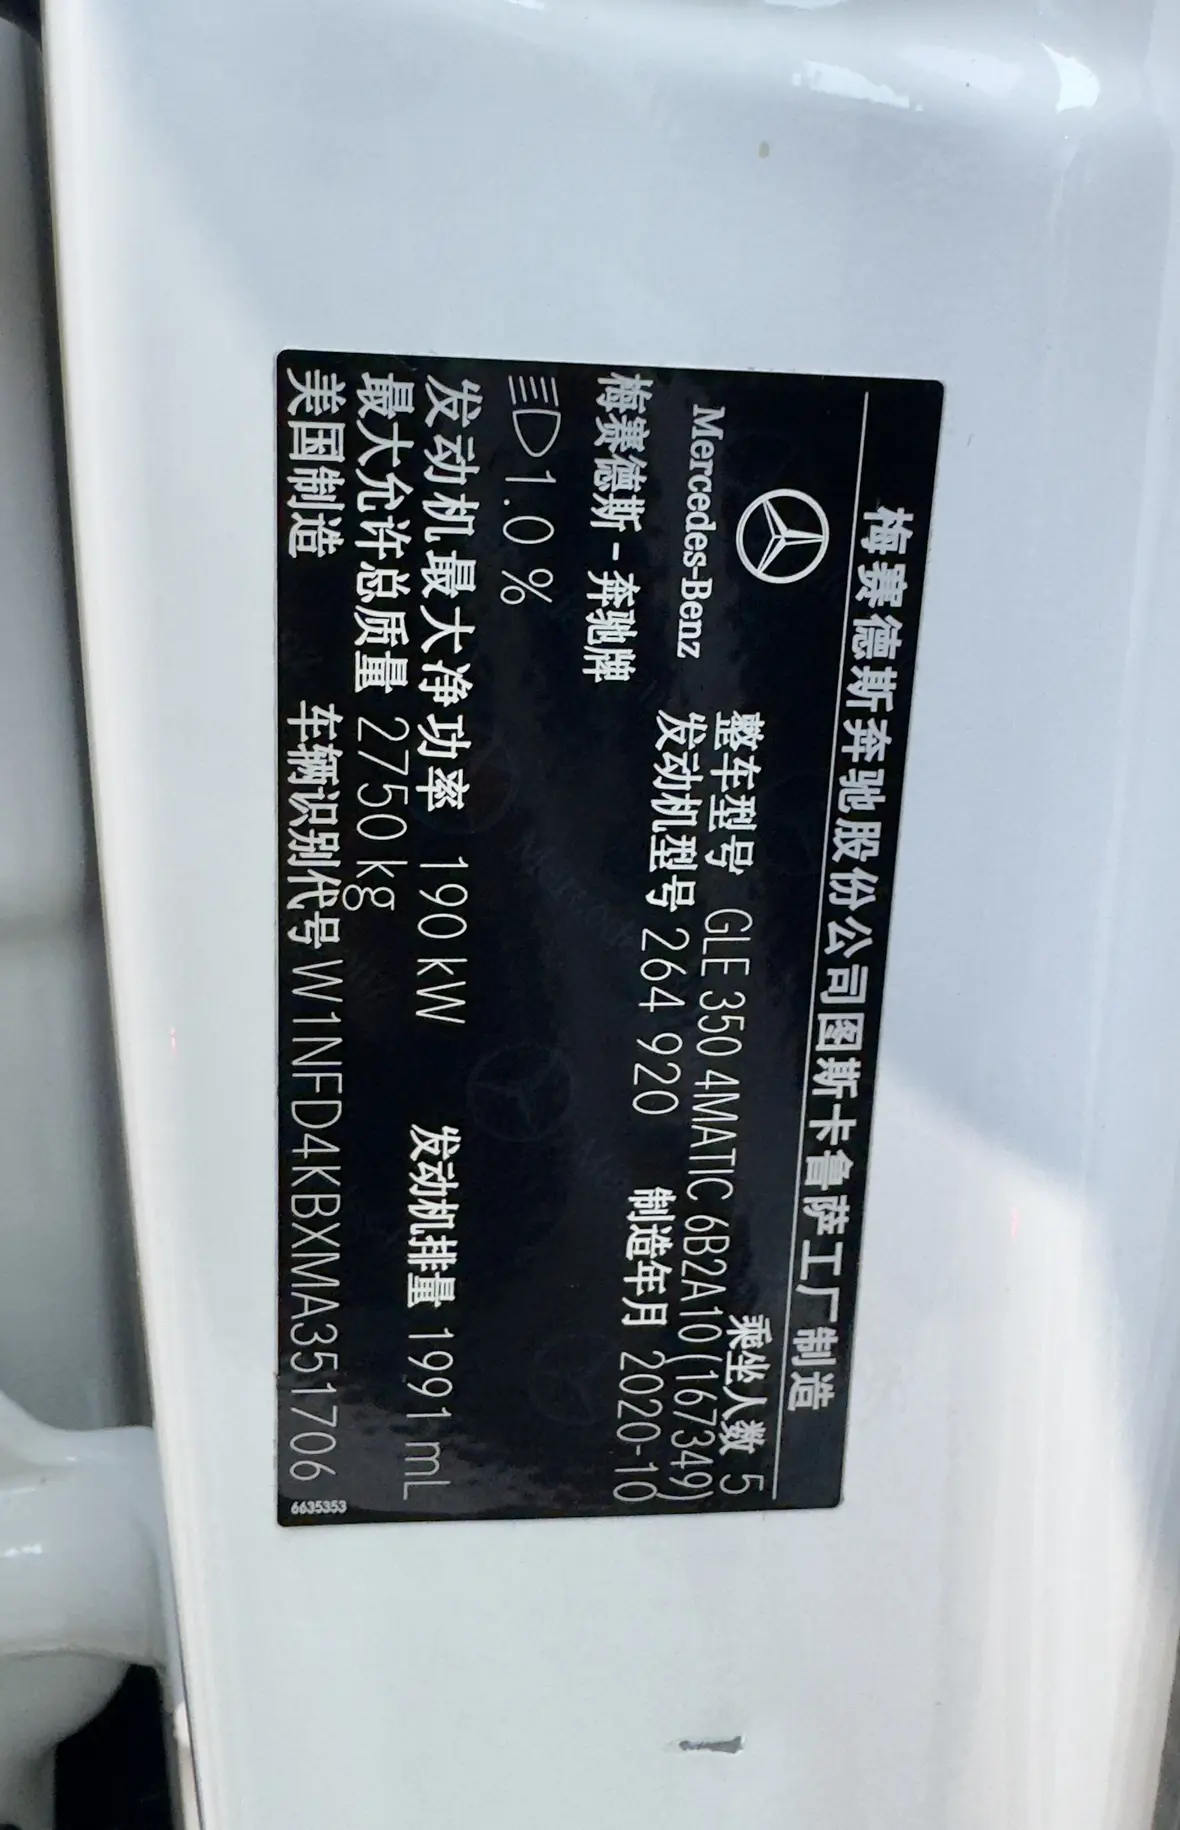 梅赛德斯奔驰股份公司图斯卡鲁萨工厂制造
Mercedes-Benz
梅赛德斯-奔驰牌
乘坐人数 5
整车型号 GLE 350 4MATIC 6B2A10 (167349)
发动机型号 264 920 制造年月 2020-10
1.0 %
发动机最大净功率 190 kW 发动机排量 1991 mL
最大允许总质量 2750 kg
美国制造 车辆识别代号 W1NFD4KBXMA351706
6635353